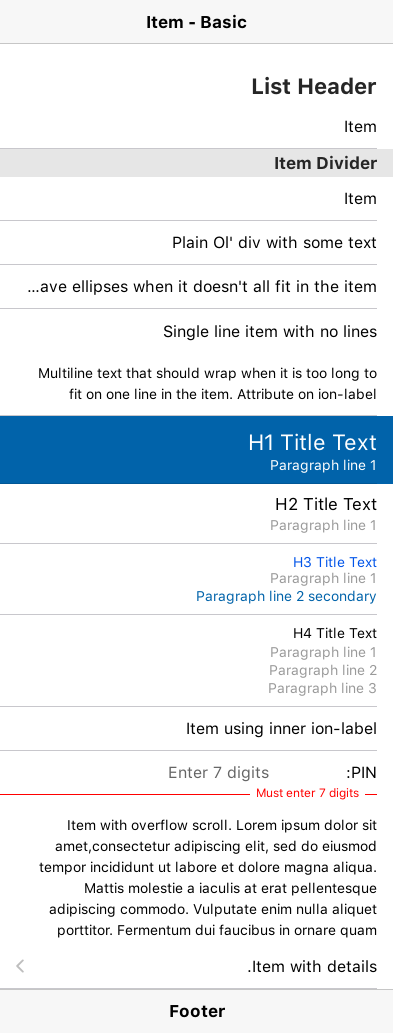 Item - Basic
List Header
Item
Item Divider
Item
Plain Ol' div with some text
...ave ellipses when it doesn't all fit in the item
Single line item with no lines
Multiline text that should wrap when it is too long to
fit on one line in the item. Attribute on ion-label
H1 Title Text
Paragraph line 1
H2 Title Text
Paragraph line 1
H3 Title Text
Paragraph line 1
Paragraph line 2 secondary
H4 Title Text
Paragraph line 1
Paragraph line 2
Paragraph line 3
Item using inner ion-label
:PIN Enter 7 digits
Must enter 7 digits
Item with overflow scroll. Lorem ipsum dolor sit
amet,consectetur adipiscing elit, sed do eiusmod
tempor incididunt ut labore et dolore magna aliqua.
Mattis molestie a iaculis at erat pellentesque
adipiscing commodo. Vulputate enim nulla aliquet
porttitor. Fermentum dui faucibus in ornare quam
.Item with details
Footer